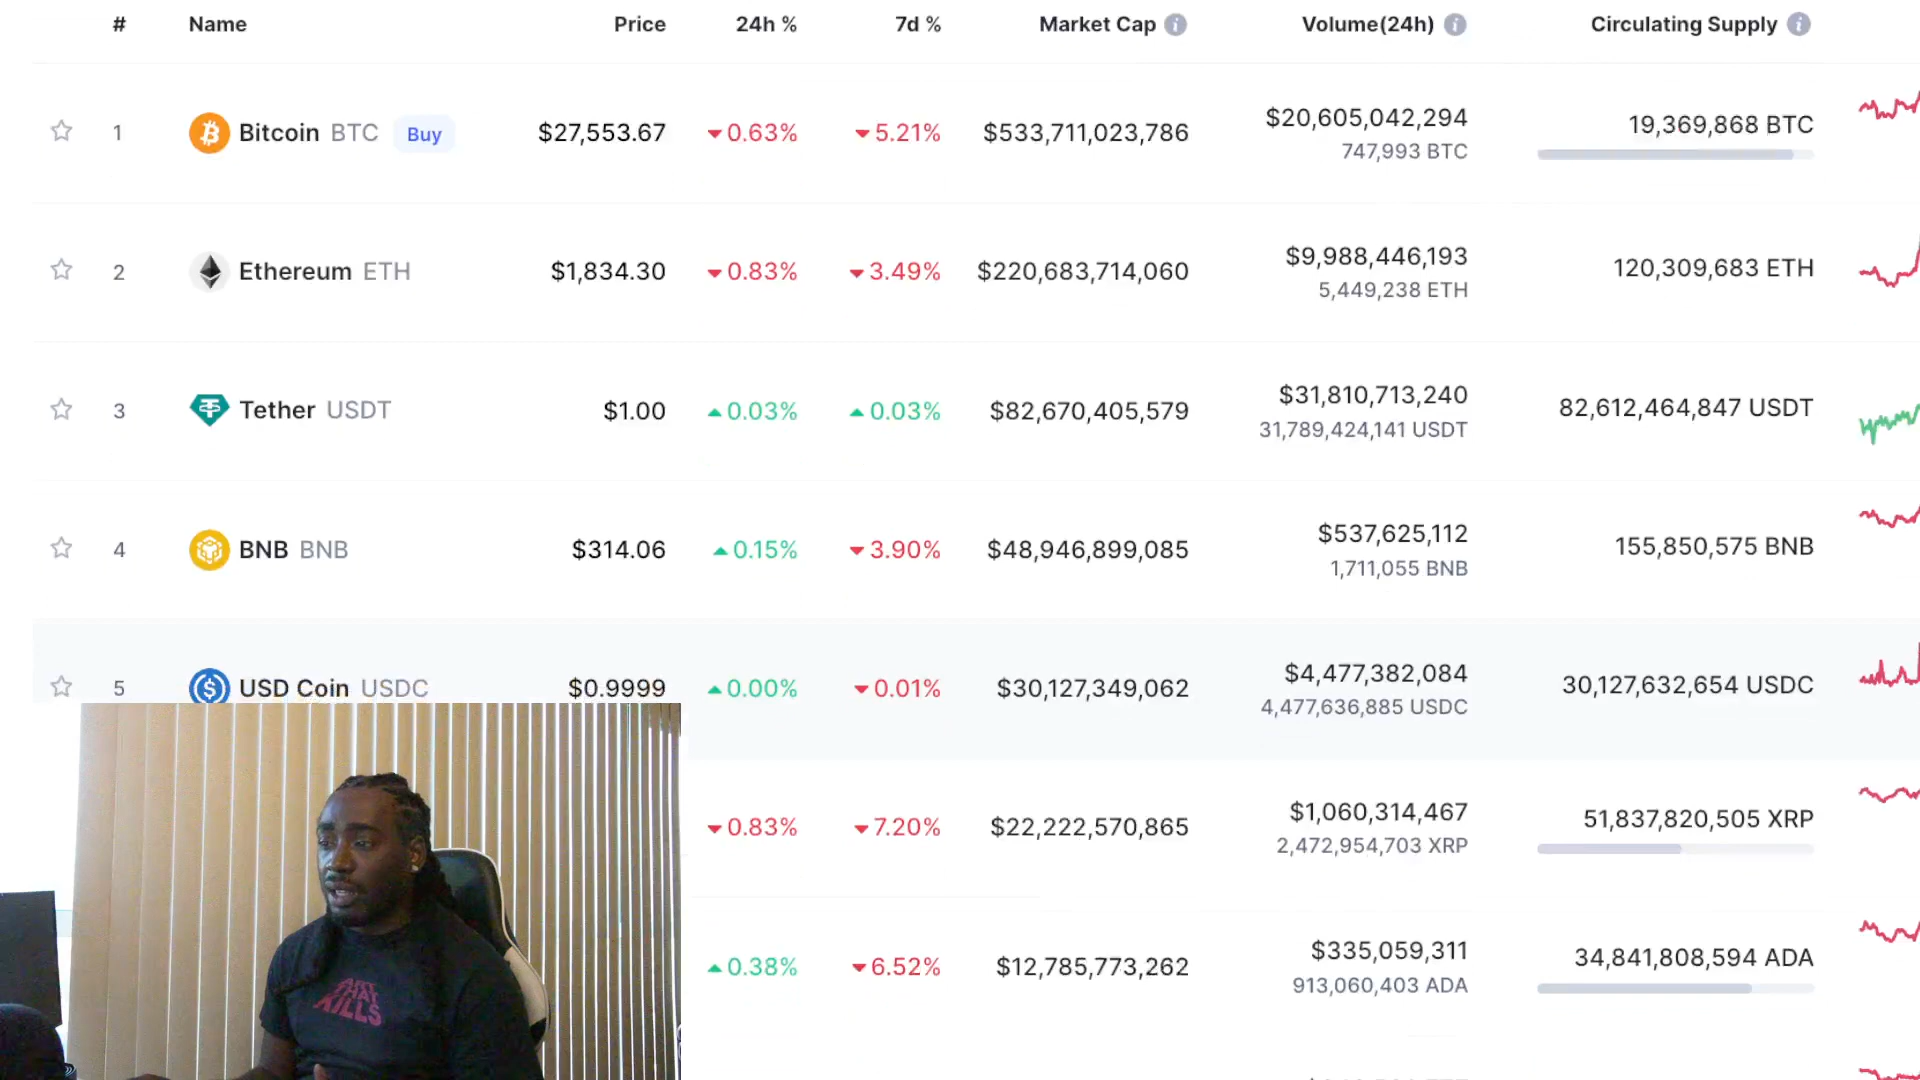 # Name Price 24h % 7d % Market Cap Volume(24h) Circulating Supply
1 Bitcoin BTC Buy $27,553.67 0.63% 5.21% $533,711,023,786 $20,605,042,294 19,369,868 BTC
747,993 BTC
2 Ethereum ETH $1,834.30 0.83% 3.49% $220,683,714,060 $9,988,446,193 120,309,683 ETH
5,449,238 ETH
3 Tether USDT $1.00 0.03% 0.03% $82,670,405,579 $31,810,713,240 82,612,464,847 USDT
31,789,424,141 USDT
4 BNB BNB $314.06 0.15% 3.90% $48,946,899,085 $537,625,112 155,850,575 BNB
1,711,055 BNB
5 USD Coin USDC $0.9999 0.00% 0.01% $30,127,349,062 $4,477,382,084 30,127,632,654 USDC
4,477,636,885 USDC
0.83% 7.20% $22,222,570,865 $1,060,314,467 51,837,820,505 XRP
2,472,954,703 XRP
0.38% 6.52% $12,785,773,262 $335,059,311 34,841,808,594 ADA
913,060,403 ADA
THAT
KILLS